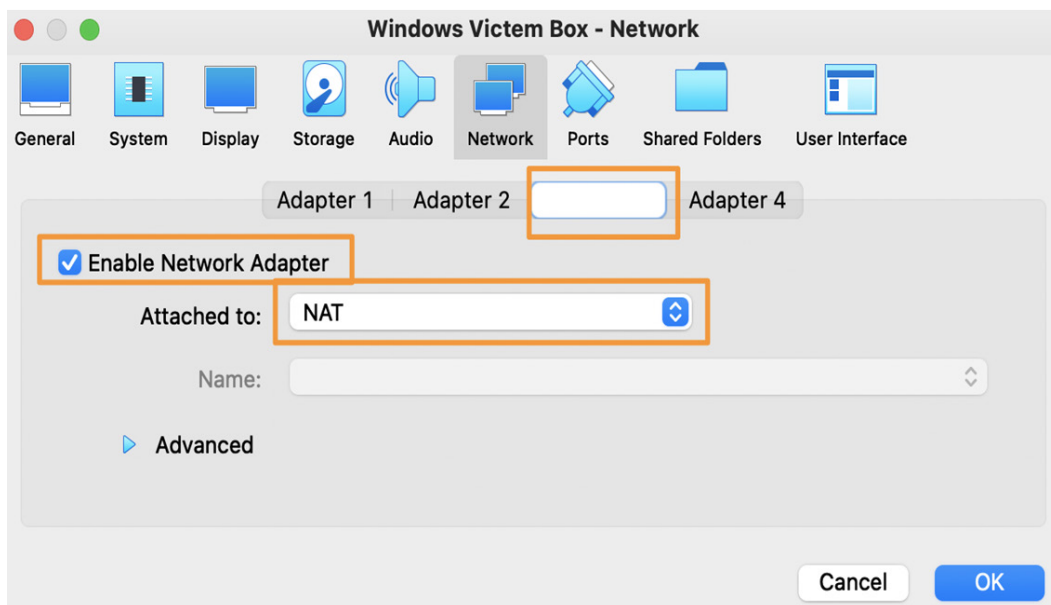 Windows Victem Box - Network
General System Display Storage Audio Network Ports Shared Folders User Interface
Adapter 1 Adapter 2 Adapter 4
Enable Network Adapter
Attached to: NAT
Name:
Advanced
Cancel OK